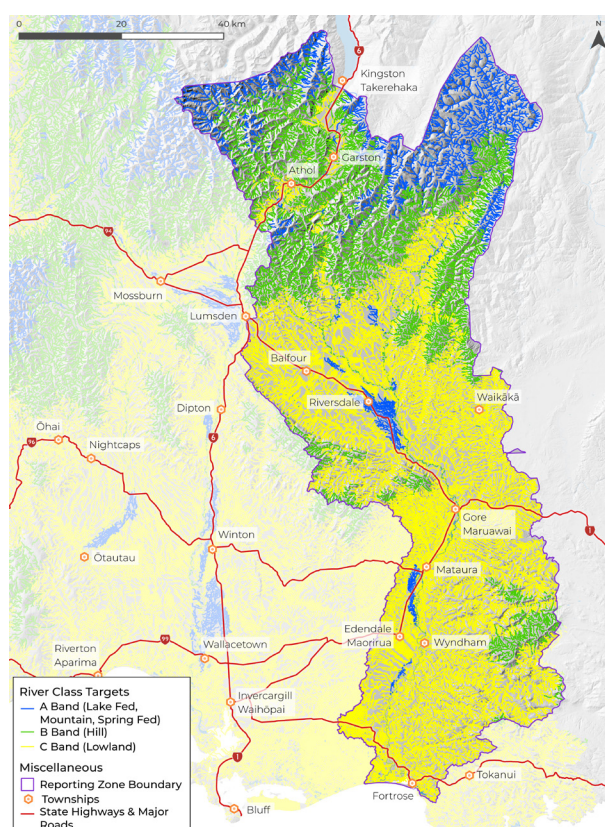 0
20
40 km
N
6
Kingston
Takerehaka
Garston
Athol
94
Mossburn
Lumsden
Balfour
Riversdale
Waikākā
Dipton
Ōhai
96
Nightcaps
6
Gore
Maruawai
1
Winton
Ōtautau
Mataura
Edendale
Maorirua
Wyndham
Riverton
Aparima
99
Wallacetown
Invercargill
Waihōpai
1
Tokanui
Fortrose
Bluff
River Class Targets
A Band (Lake Fed,
Mountain, Spring Fed)
B Band (Hill)
C Band (Lowland)
Miscellaneous
Reporting Zone Boundary
Townships
State Highways & Major
Roads